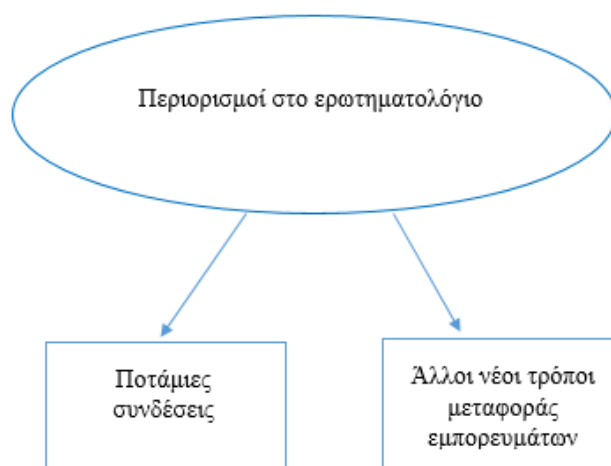 Περιορισμοί στο ερωτηματολόγιο
Ποτάμιες
συνδέσεις
Άλλοι νέοι τρόποι
μεταφοράς
εμπορευμάτων